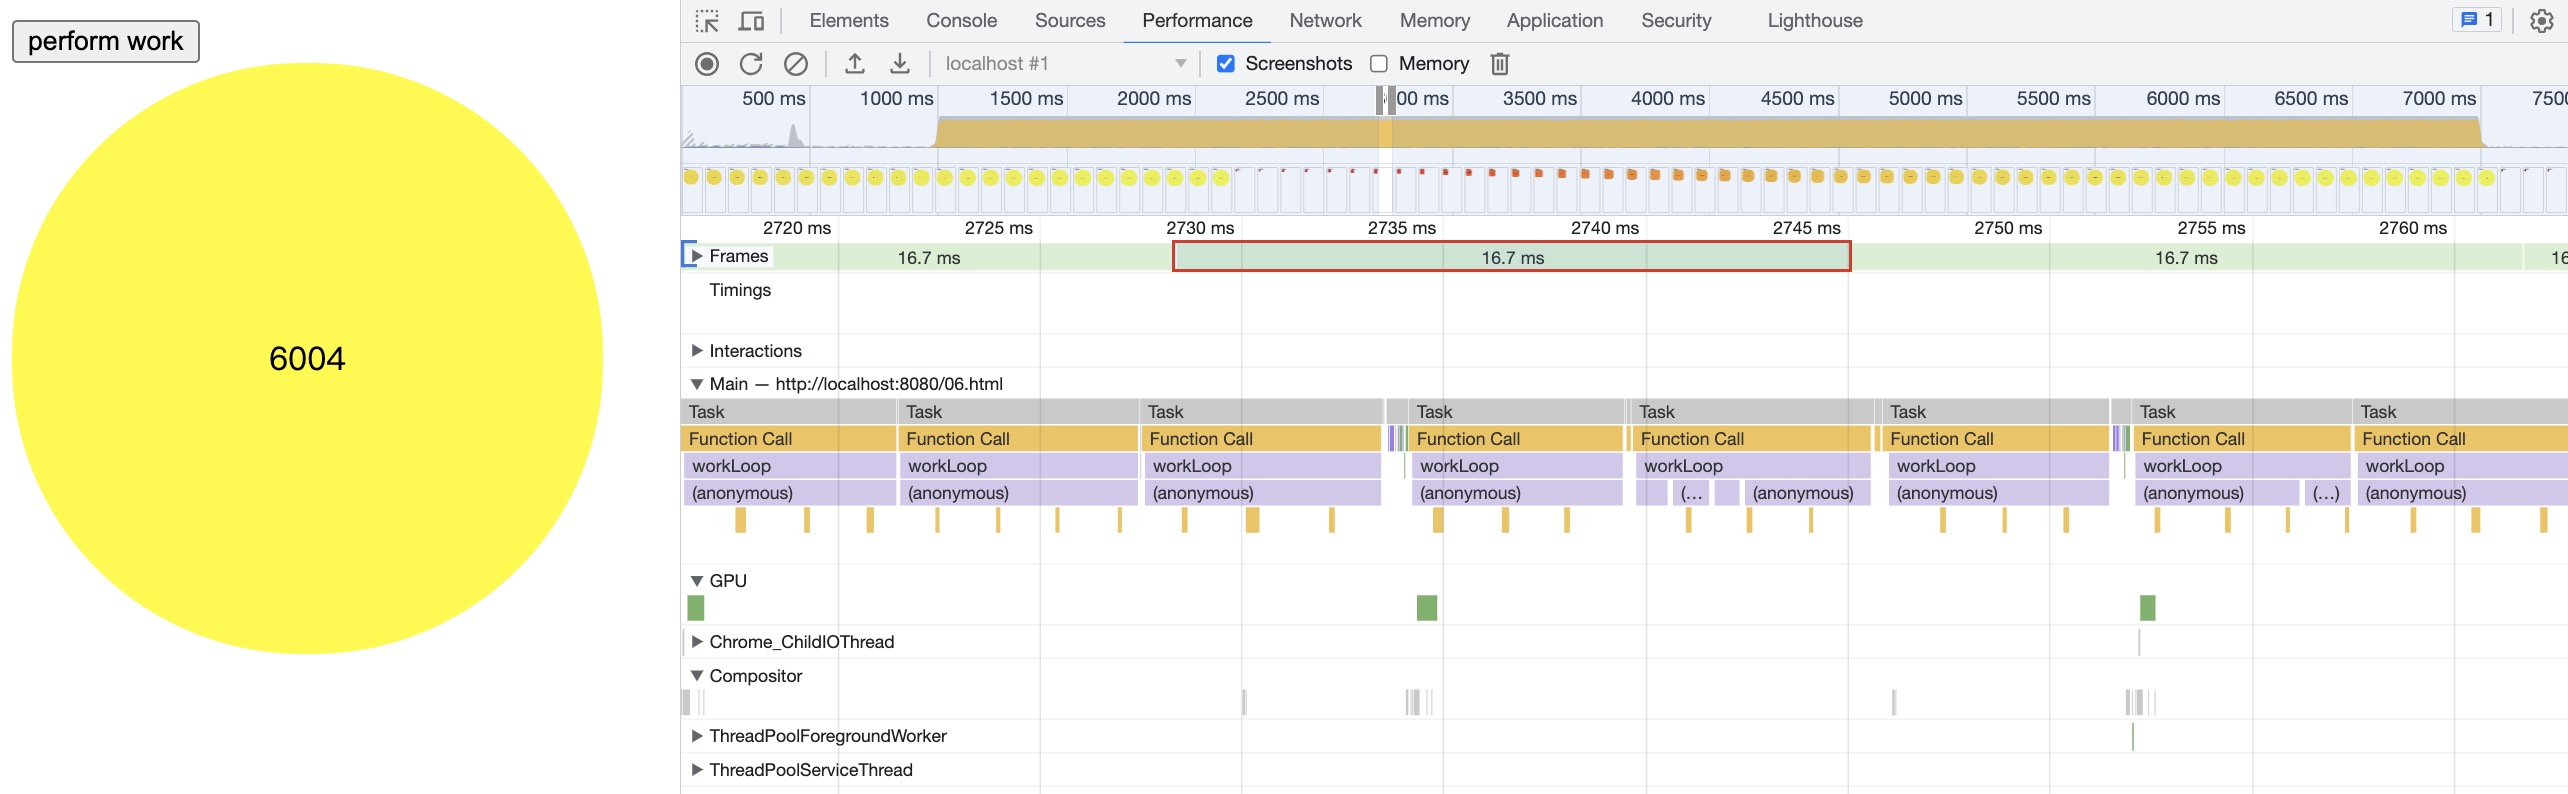 perform work
6004
Elements Console Sources Performance Network Memory Application Security Lighthouse 1
localhost #1 Screenshots Memory
500 ms 1000 ms 1500 ms 2000 ms 2500 ms 00 ms 3500 ms 4000 ms 4500 ms 5000 ms 5500 ms 6000 ms 6500 ms 7000 ms 750
2720 ms 2725 ms 2730 ms 2735 ms 2740 ms 2745 ms 2750 ms 2755 ms 2760 ms
Frames 16.7 ms 16.7 ms 16.7 ms 16
Timings
Interactions
Main — http://localhost:8080/06.html
Task Task Task Task Task Task Task Task
Function Call Function Call Function Call Function Call Function Call Function Call Function Call Function Call
workLoop workLoop workLoop workLoop workLoop workLoop workLoop workLoop
(anonymous) (anonymous) (anonymous) (anonymous) (... (anonymous) (anonymous) (anonymous) (...) (anonymous)
GPU
Chrome_ChildIOThread
Compositor
ThreadPoolForegroundWorker
ThreadPoolServiceThread